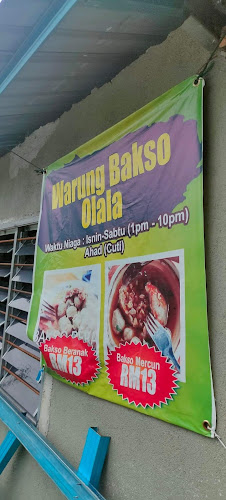 Warung Bakso
Olala
Waktu Niaga : Isnin-Sabtu (1pm - 10pm)
Ahad (Cuti)
Bakso Beranak
RM13
Bakso Mercun
RM13